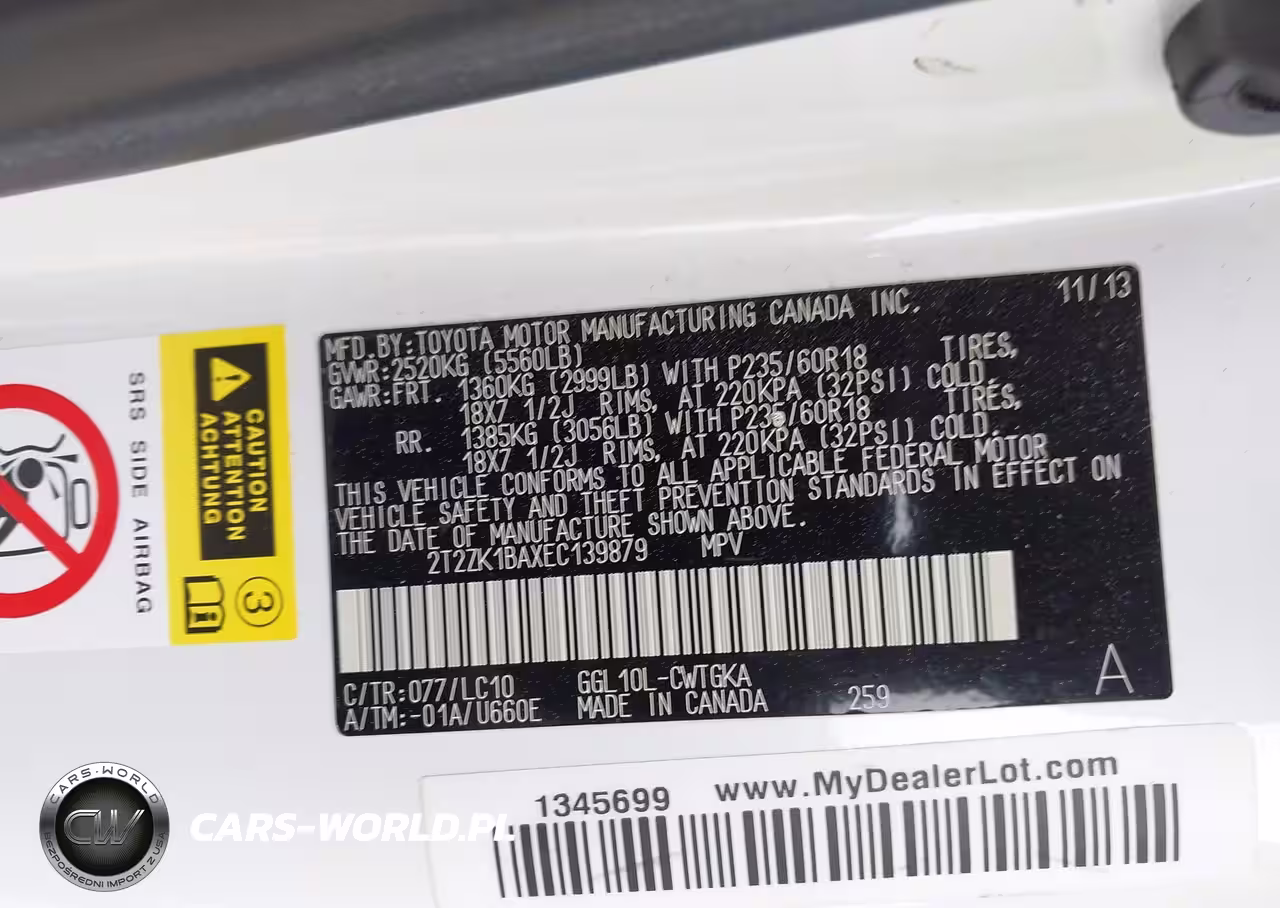 11/13
MFD.BY:TOYOTA MOTOR MANUFACTURING CANADA INC.
GVWR:2520KG (5560LB)
GAWR:FRT. 1360KG (2999LB) WITH P235/60R18 TIRES,
18X7 1/2J RIMS, AT 220KPA (32PSI) COLD.
RR. 1385KG (3056LB) WITH P235/60R18 TIRES,
18X7 1/2J RIMS, AT 220KPA (32PSI) COLD.
THIS VEHICLE CONFORMS TO ALL APPLICABLE FEDERAL MOTOR
VEHICLE SAFETY AND THEFT PREVENTION STANDARDS IN EFFECT ON
THE DATE OF MANUFACTURE SHOWN ABOVE.
2T2ZK1BAXEC139879 MPV
C/TR:077/LC10 GGL10L-CWTGKA
A/TM:-01A/U660E MADE IN CANADA 259
A
SRS SIDE AIRBAG
CAUTION
ATTENTION
ACHTUNG
3
1345699 www.MyDealerLot.com
CARS-WORLD
CW
BEZPOŚREDNI IMPORT Z USA
CARS-WORLD.PL